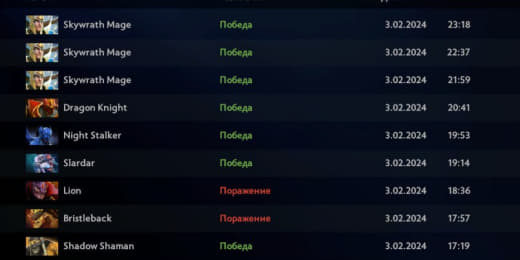 Skywrath Mage Победа 3.02.2024 23:18
Skywrath Mage Победа 3.02.2024 22:37
Skywrath Mage Победа 3.02.2024 21:59
Dragon Knight Победа 3.02.2024 20:41
Night Stalker Победа 3.02.2024 19:53
Slardar Победа 3.02.2024 19:14
Lion Поражение 3.02.2024 18:36
Bristleback Поражение 3.02.2024 17:57
Shadow Shaman Победа 3.02.2024 17:19